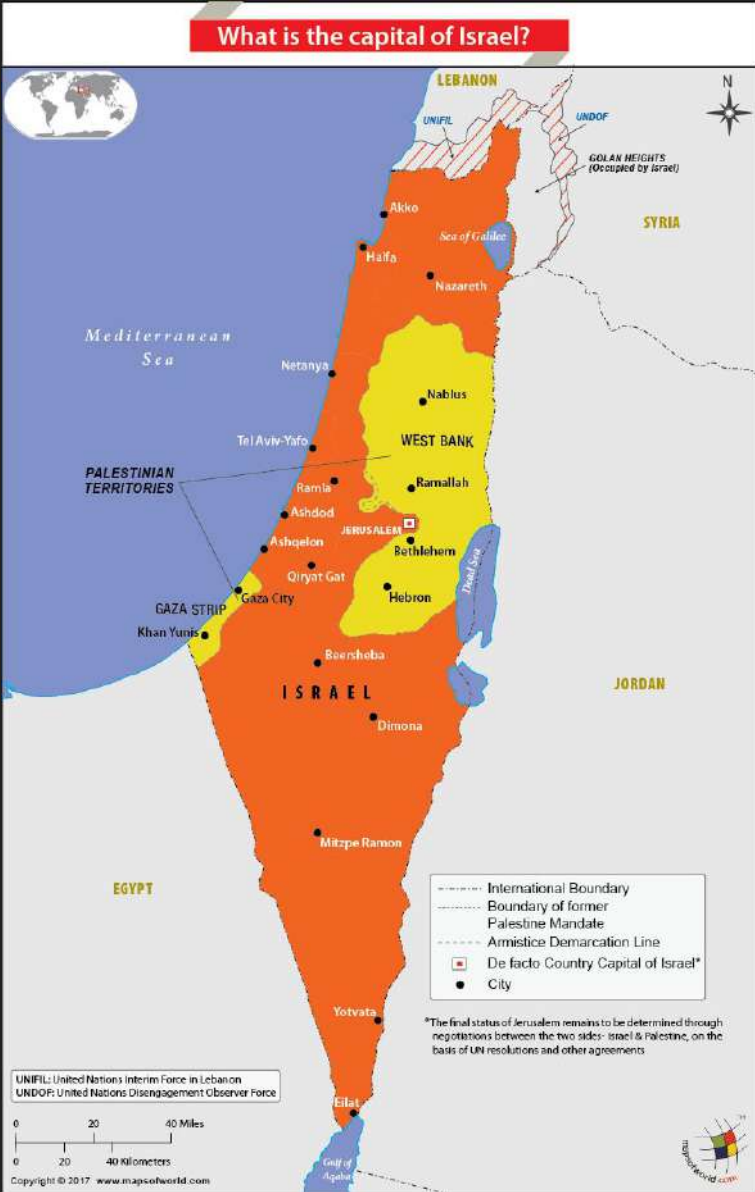 What is the capital of Israel?
LEBANON
N
UNIFIL
UNDOF
GOLAN HEIGHTS
(Occupied by Israel)
SYRIA
Akko
Sea of Galilee
Haifa
Nazareth
Mediterranean
Sea
Netanya
Nablus
Tel Aviv-Yafo
WEST BANK
PALESTINIAN
TERRITORIES
Ramla
Ramallah
Ashdod
JERUSALEM
Ashqelon
Bethlehem
Dead Sea
Qiryat Gat
Gaza City
Hebron
GAZA STRIP
Khan Yunis
Beersheba
ISRAEL
JORDAN
Dimona
Mitzpe Ramon
EGYPT
International Boundary
Boundary of former
Palestine Mandate
Armistice Demarcation Line
De facto Country Capital of Israel*
City
Yotvata
*The final status of Jerusalem remains to be determined through
negotiations between the two sides- Israel & Palestine, on the
basis of UN resolutions and other agreements
UNIFIL: United Nations Interim Force in Lebanon
UNDOF: United Nations Disengagement Observer Force
Eilat
0 20 40 Miles
0 20 40 Kilometers
Gulf of
Aqaba
Copyright © 2017 www.mapsofworld.com
mapsofworld.com